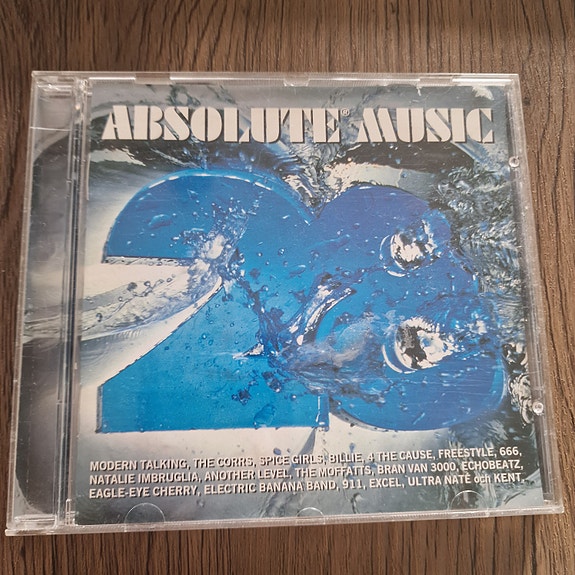 ABSOLUTE® MUSIC
28
MODERN TALKING, THE CORRS, SPICE GIRLS, BILLIE, 4 THE CAUSE, FREESTYLE, 666,
NATALIE IMBRUGLIA, ANOTHER LEVEL, THE MOFFATTS, BRAN VAN 3000, ECHOBEATZ,
EAGLE-EYE CHERRY, ELECTRIC BANANA BAND, 911, EXCEL, ULTRA NATÉ och KENT.